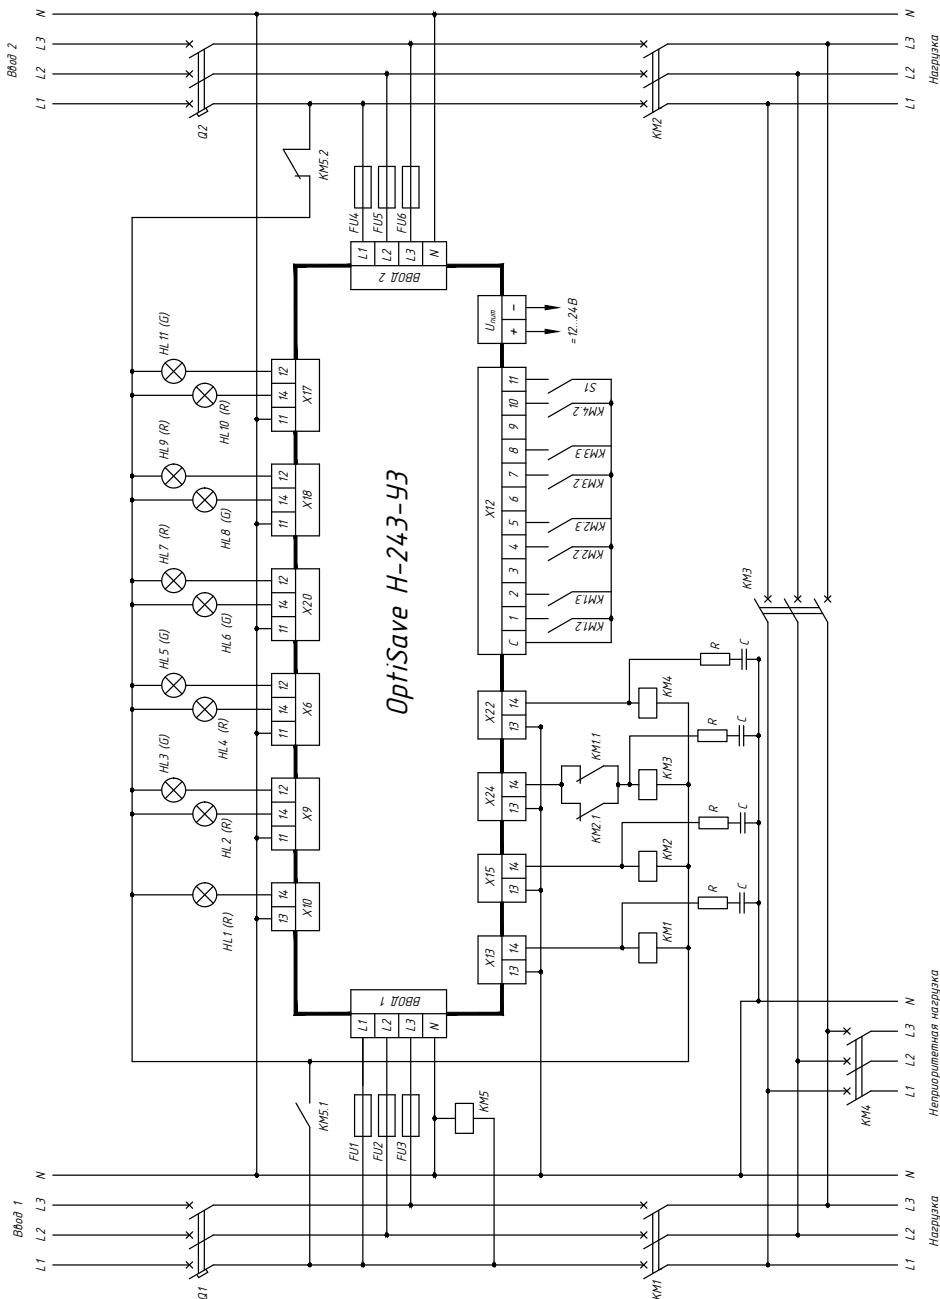 Ввод 2
N
L3
L2
L1
Q2
KM2
N
L3
L2
L1
Нагрузка
KM5.2
FU4
FU5
FU6
L1
L2
L3
N
ВВОД 2
Uпит.
-
+
=12...24В
HL11 (G)
HL10 (R)
HL9 (R)
HL8 (G)
HL7 (R)
HL6 (G)
HL5 (G)
HL4 (R)
HL3 (G)
HL2 (R)
HL1 (R)
12
14
11
X17
12
14
11
X18
12
14
11
X20
12
14
11
X6
12
14
11
X9
14
13
X10
OptiSave H-243-У3
X12
11
10
9
8
7
6
5
4
3
2
1
C
S1
KM4.2
KM3.3
KM3.2
KM2.3
KM2.2
KM1.3
KM1.2
X22
14
13
X24
14
13
X15
14
13
X13
14
13
KM1.1
KM2.1
KM4
KM3
KM2
KM1
R
C
R
C
R
C
R
C
KM3
ВВОД 1
L1
L2
L3
N
KM5.1
FU1
FU2
FU3
KM5
N
L3
L2
L1
Неприоритетная нагрузка
KM4
Ввод 1
N
L3
L2
L1
Q1
KM1
N
L3
L2
L1
Нагрузка